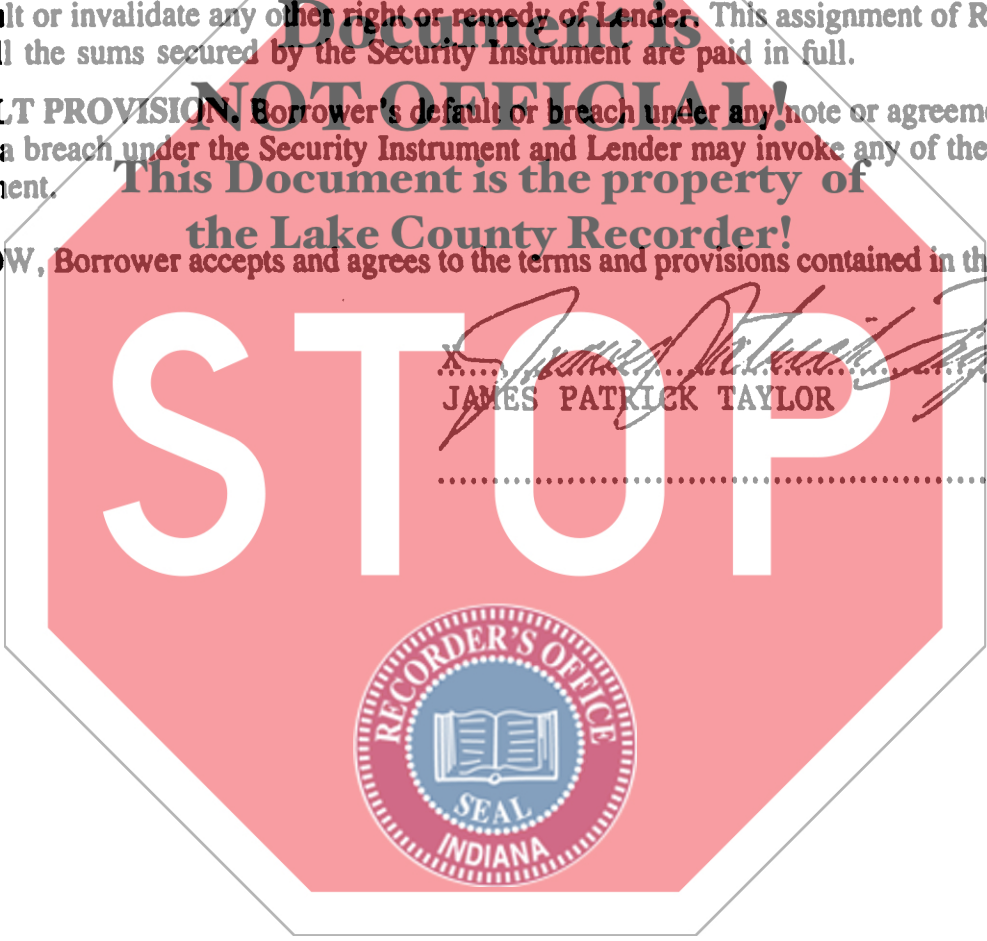 lt or invalidate any other right or remedy of Lender. This assignment of R
Document is
l the sums secured by the Security Instrument are paid in full.
NOT OFFICIAL!
LT PROVISION. Borrower's default or breach under any note or agreem
a breach under the Security Instrument and Lender may invoke any of the
This Document is the property of
ent.
the Lake County Recorder!
OW, Borrower accepts and agrees to the terms and provisions contained in th
STOP
X
JAMES PATRICK TAYLOR
RECORDER'S OFFICE
SEAL
INDIANA